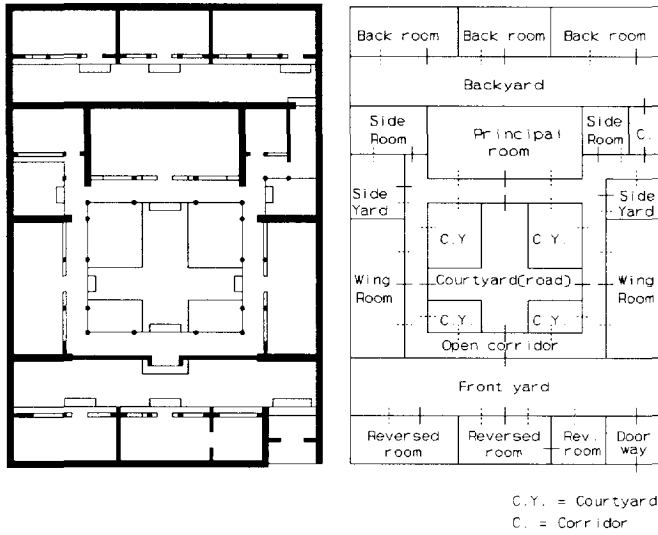 Back room Back room Back room
Backyard
Side
Room
Principal
room
Side
Room
C.
Side
Yard
Side
Yard
C.Y
C.Y.
Wing
Room
Courtyard(road)
Wing
Room
C.Y.
C.Y.
Open corridor
Front yard
Reversed
room
Reversed
room
Rev.
room
Door
way
C.Y. = Courtyard
C. = Corridor